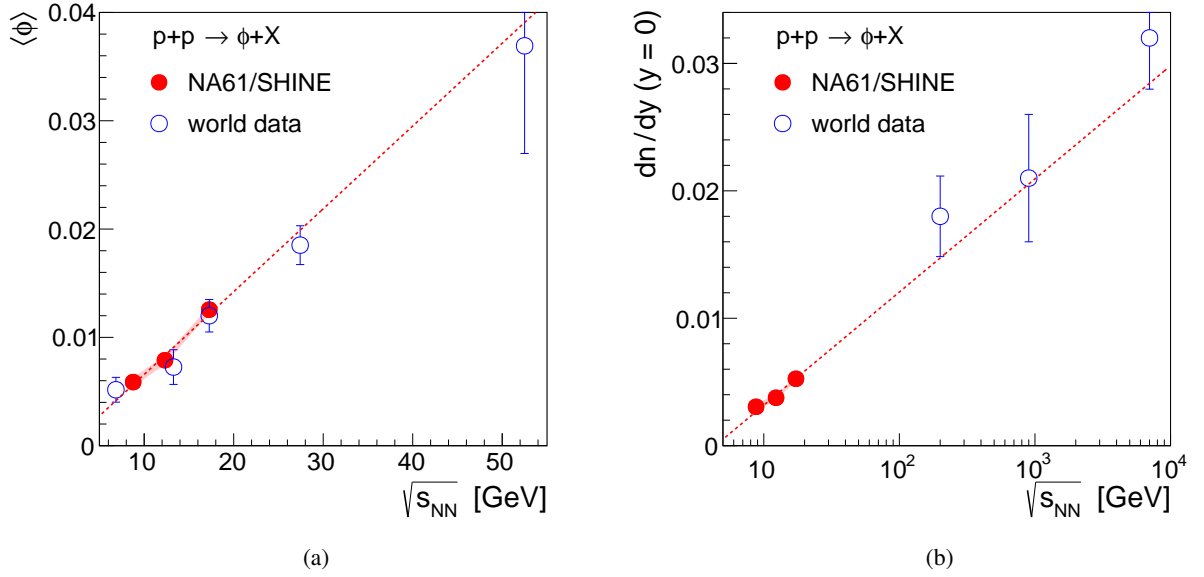 ⟨ϕ⟩
0.04
0.03
0.02
0.01
0
p+p → ϕ+X
NA61/SHINE
world data
10 20 30 40 50
√s_NN [GeV]
(a)
dn/dy (y = 0)
0.03
0.02
0.01
0
p+p → ϕ+X
NA61/SHINE
world data
10 10² 10³ 10⁴
√s_NN [GeV]
(b)